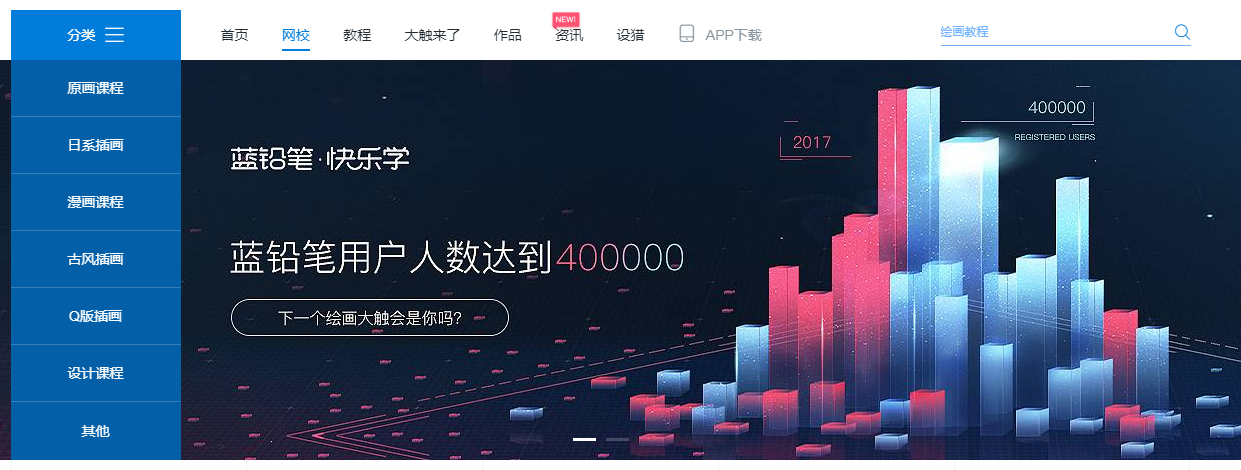 分类
首页
网校
教程
大触来了
作品
NEW!
资讯
设猎
APP下载
绘画教程
原画课程
日系插画
漫画课程
古风插画
Q版插画
设计课程
其他
蓝铅笔·快乐学
蓝铅笔用户人数达到400000
下一个绘画大触会是你吗?
2017
400000
REGISTERED USERS